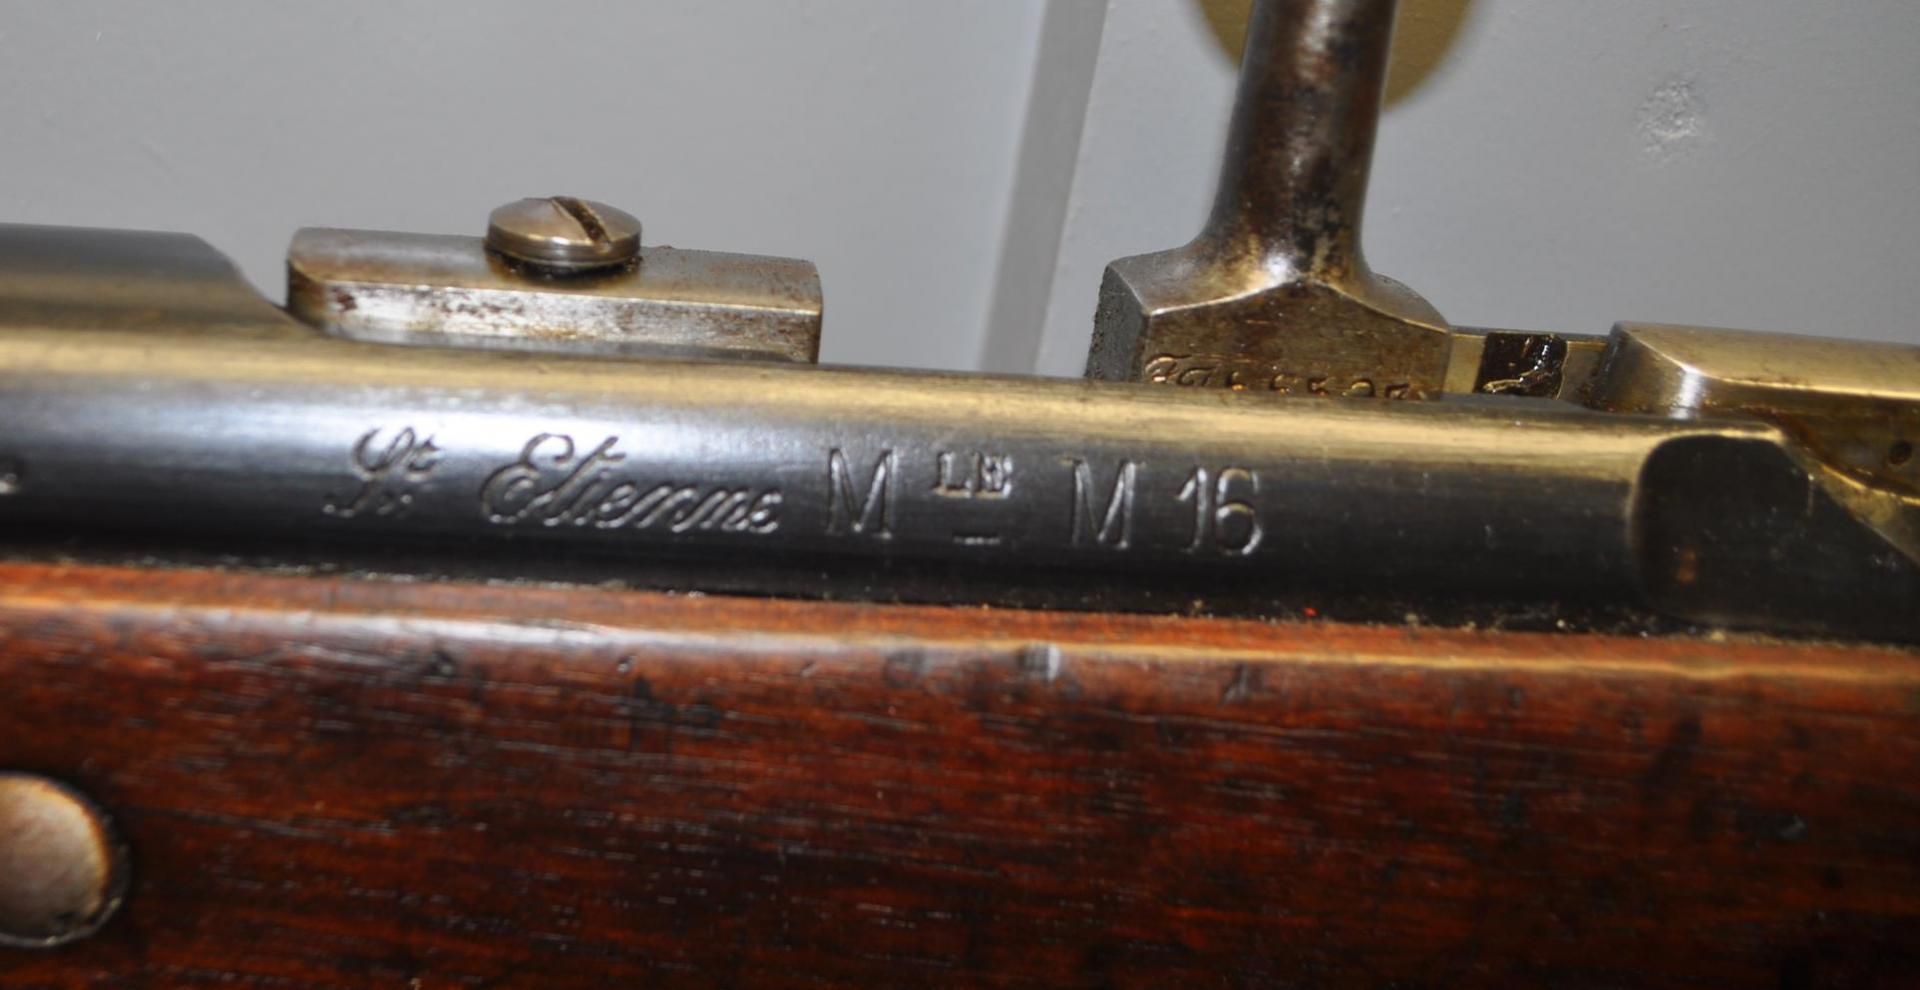 St Etienne MLE M 16